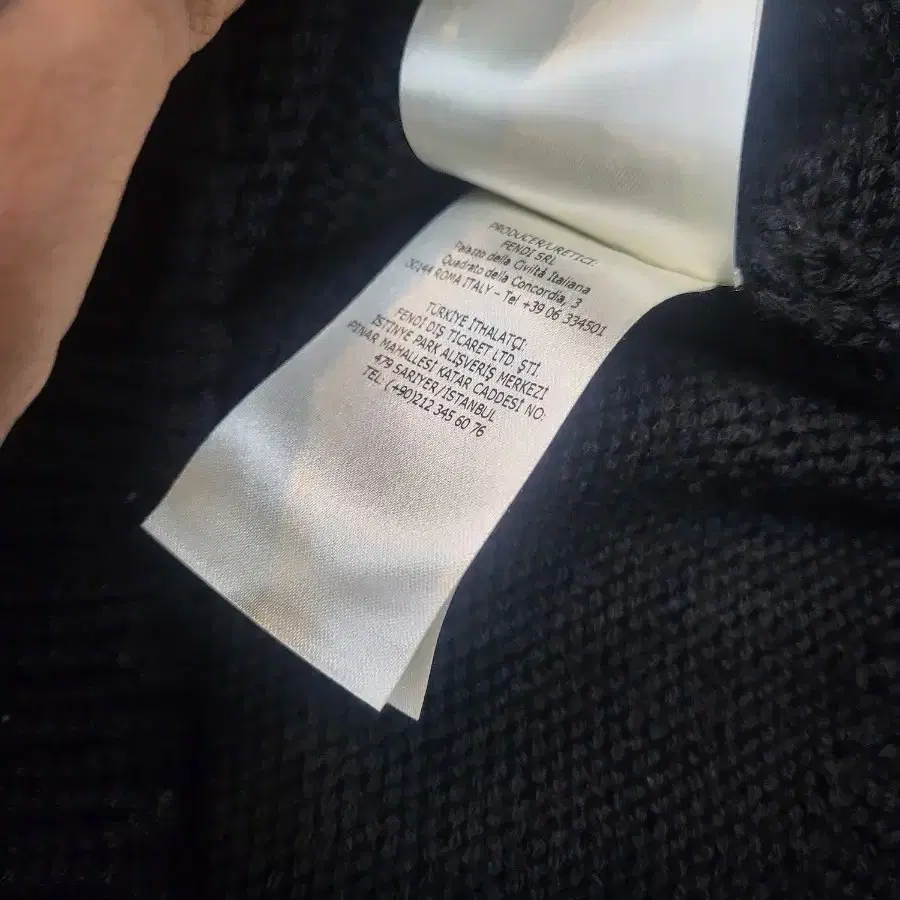 PRODUCER/ÜRETİCİ:
FENDI SRL
Palazzo della Civiltà Italiana
Quadrato della Concordia, 3
00144 ROMA ITALY - Tel +39 06 334501
TÜRKİYE İTHALATÇI:
FENDİ DIŞ TİCARET LTD. ŞTİ.
İSTİNYE PARK ALIŞVERİŞ MERKEZİ
PINAR MAHALLESİ KATAR CADDESİ NO:
479 SARIYER/İSTANBUL
TEL: (+90)212 345 60 76